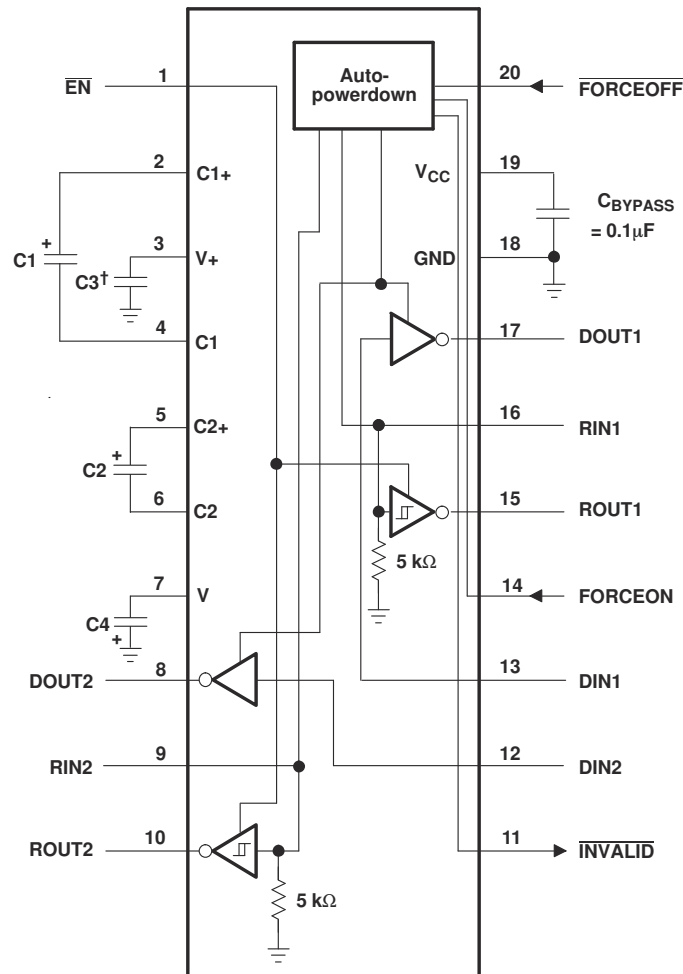 Auto-
powerdown
EN 1
20 FORCEOFF
2 C1+
VCC 19
CBYPASS
= 0.1µF
+
C1
3 V+
C3†
GND 18
4 C1
17 DOUT1
5 C2+
16 RIN1
+
C2
6 C2
15 ROUT1
5 kΩ
7 V
C4
+
14 FORCEON
DOUT2 8
13 DIN1
RIN2 9
12 DIN2
ROUT2 10
11 INVALID
5 kΩ